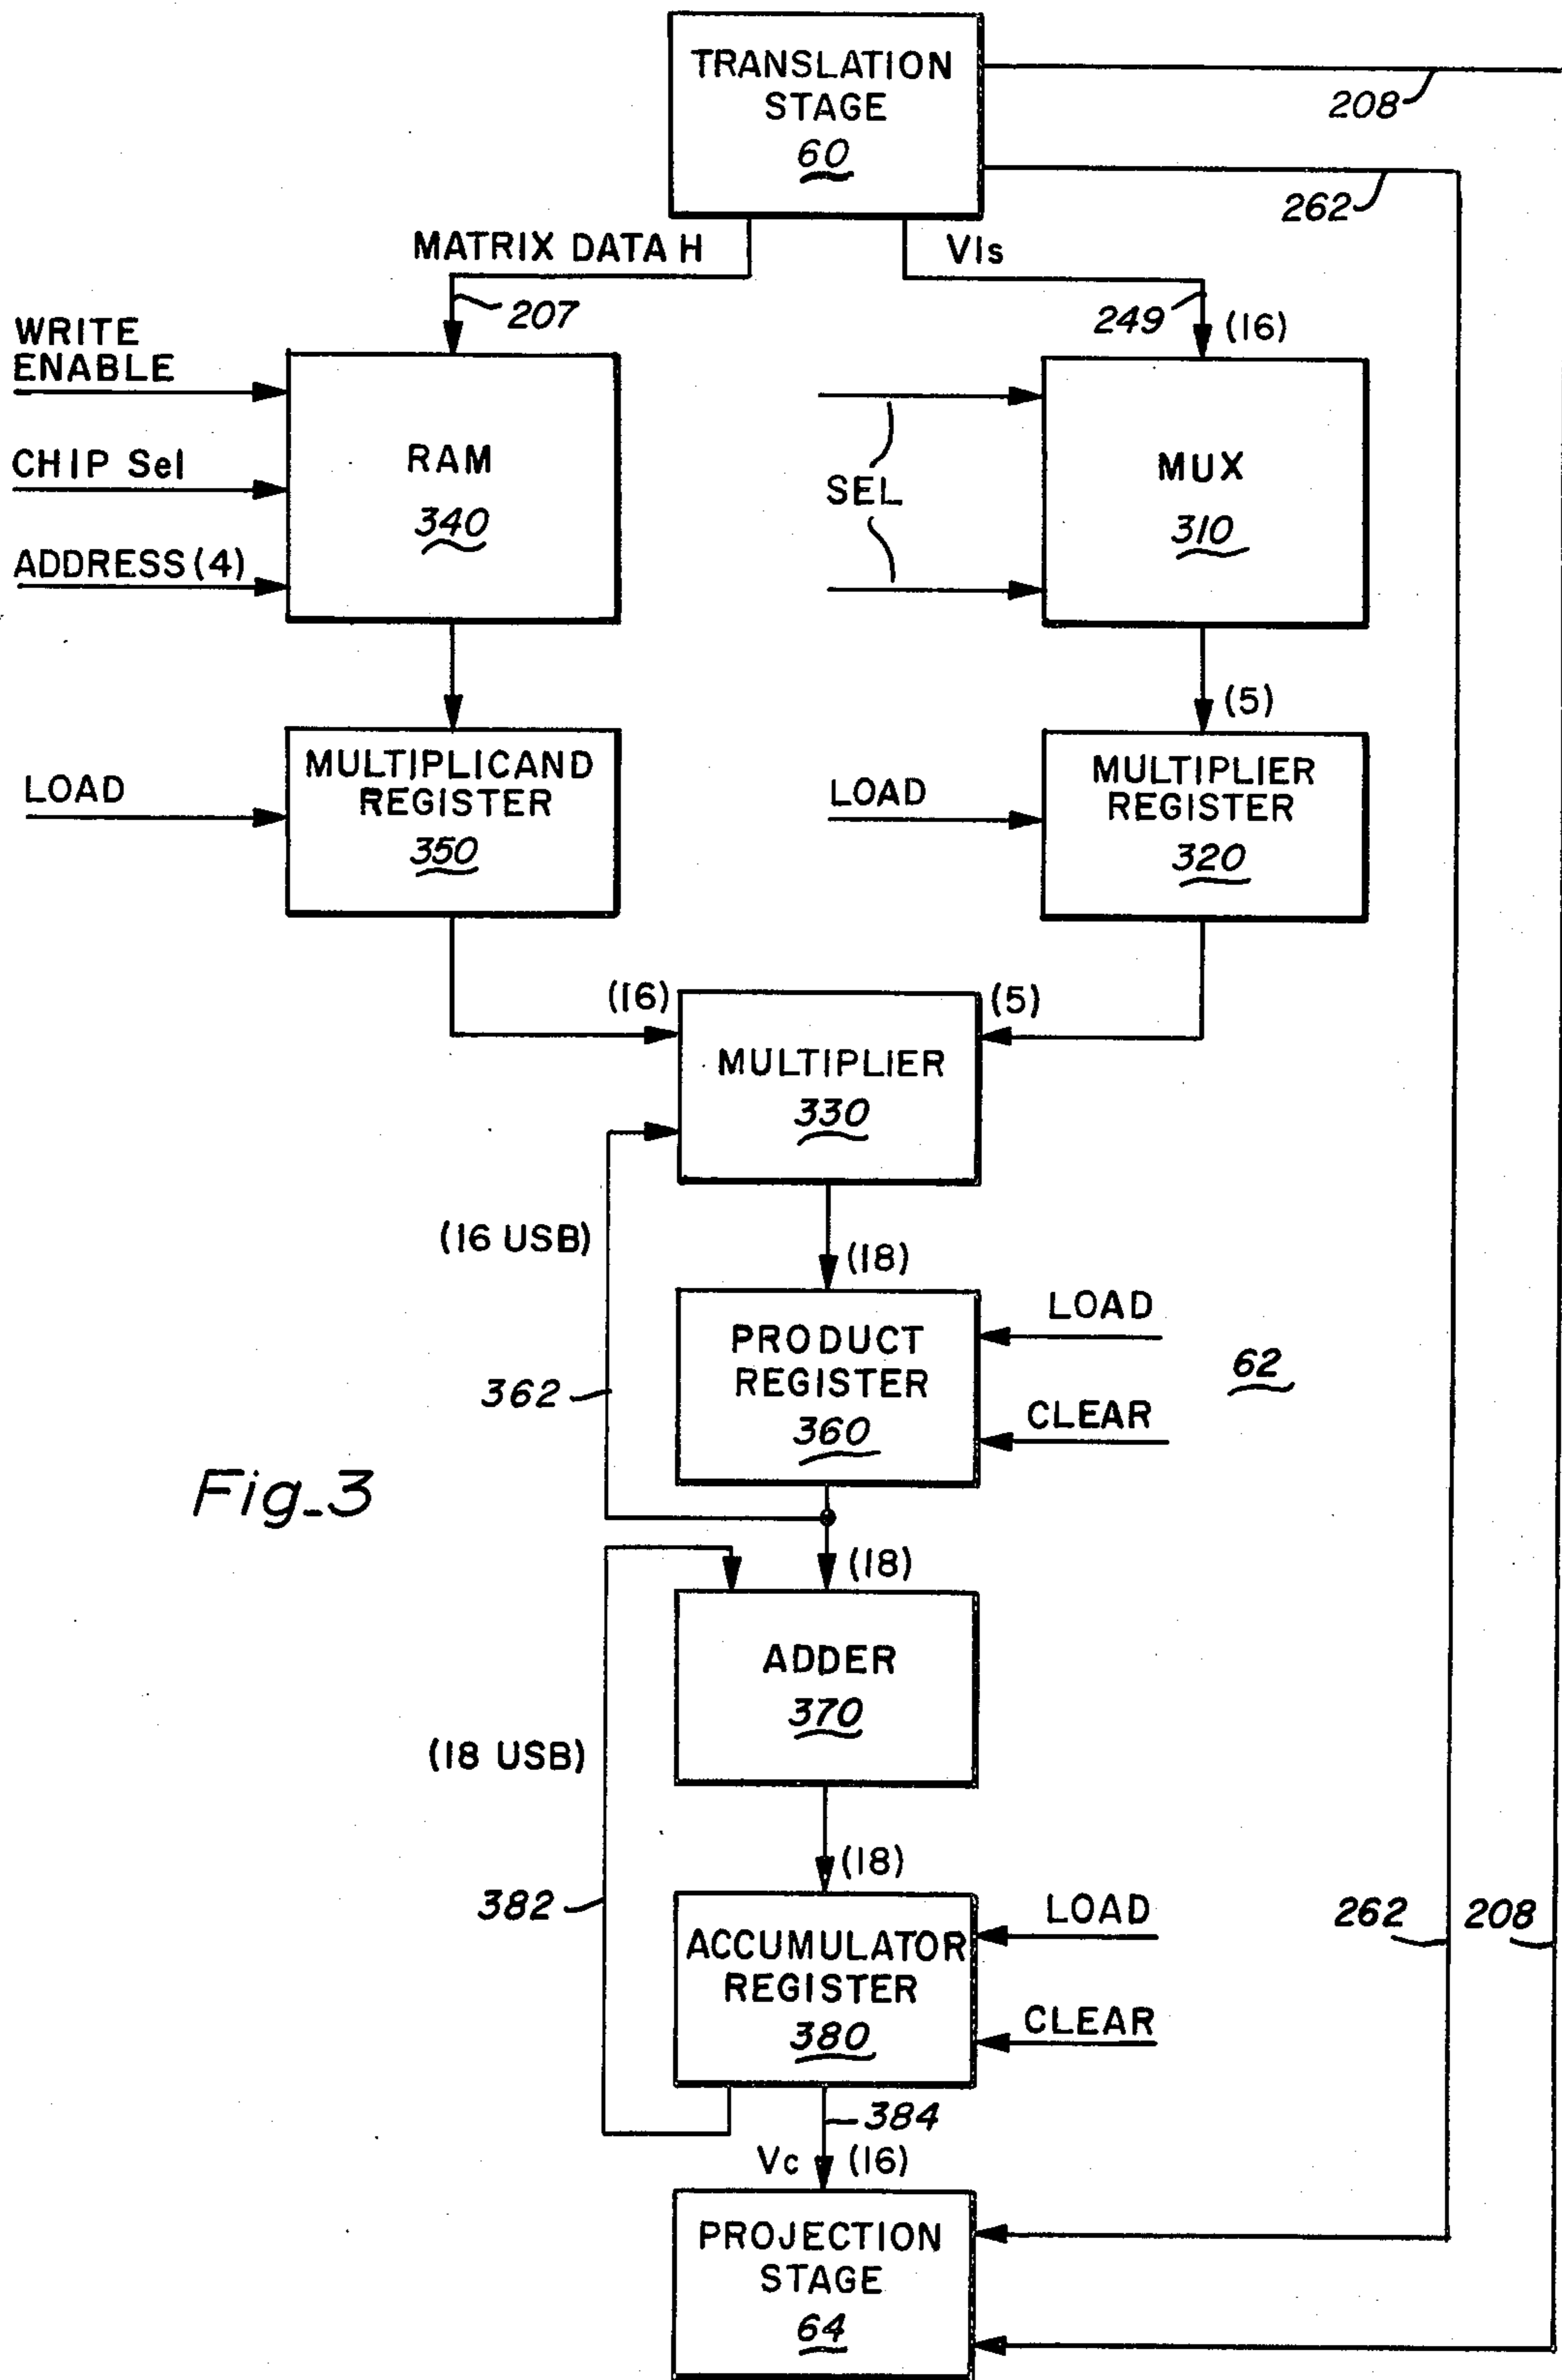 TRANSLATION
STAGE
60
208
262
MATRIX DATA H
VIs
207
249
(16)
WRITE
ENABLE
CHIP Sel
ADDRESS (4)
RAM
340
SEL
MUX
310
(5)
LOAD
MULTIPLICAND
REGISTER
350
LOAD
MULTIPLIER
REGISTER
320
(16)
(5)
MULTIPLIER
330
(16 USB)
(18)
362
PRODUCT
REGISTER
360
LOAD
CLEAR
62
Fig_3
(18)
ADDER
370
(18 USB)
(18)
382
ACCUMULATOR
REGISTER
380
LOAD
CLEAR
262
208
384
Vc
(16)
PROJECTION
STAGE
64